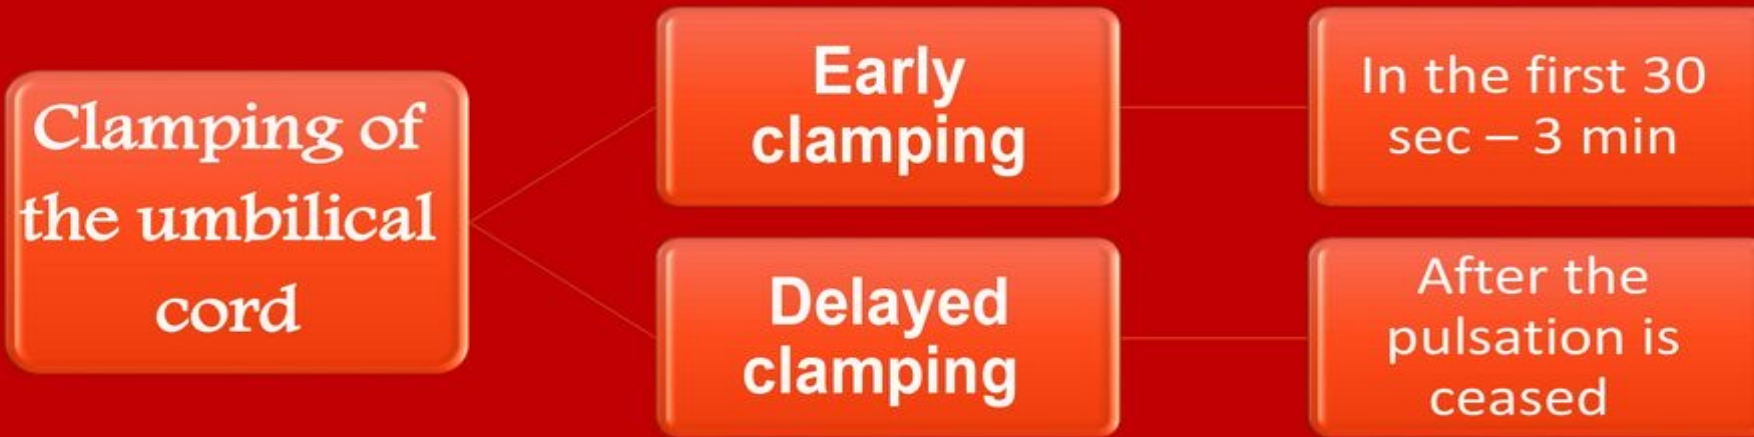 Clamping of
the umbilical
cord
Early
clamping
In the first 30
sec – 3 min
Delayed
clamping
After the
pulsation is
ceased